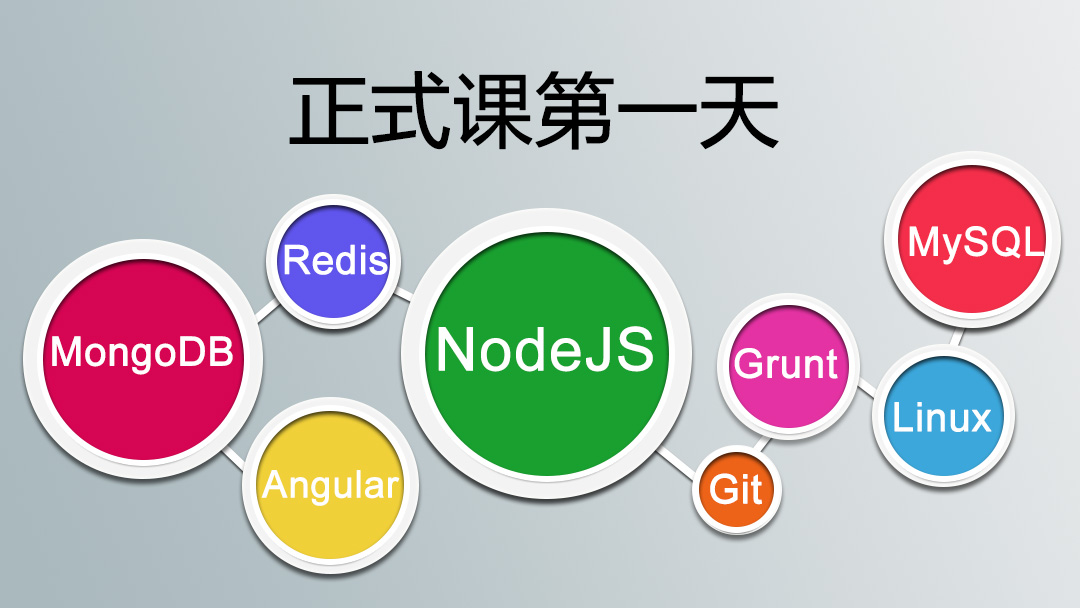 正式课第一天
MongoDB
Redis
Angular
NodeJS
Git
Grunt
Linux
MySQL